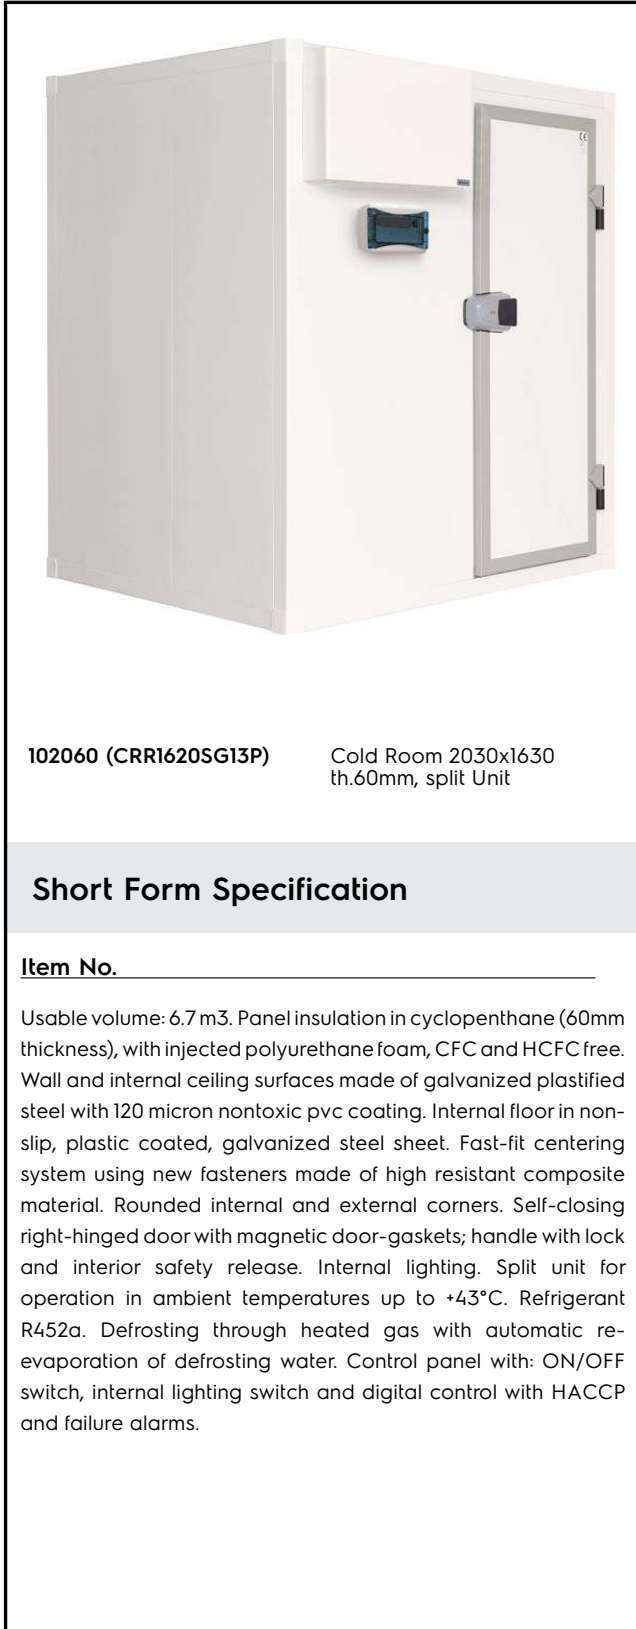 CE
102060 (CRR1620SG13P)
Cold Room 2030x1630
th.60mm, split Unit
Short Form Specification
Item No.
Usable volume: 6.7 m3. Panel insulation in cyclopenthane (60mm
thickness), with injected polyurethane foam, CFC and HCFC free.
Wall and internal ceiling surfaces made of galvanized plastified
steel with 120 micron nontoxic pvc coating. Internal floor in non-
slip, plastic coated, galvanized steel sheet. Fast-fit centering
system using new fasteners made of high resistant composite
material. Rounded internal and external corners. Self-closing
right-hinged door with magnetic door-gaskets; handle with lock
and interior safety release. Internal lighting. Split unit for
operation in ambient temperatures up to +43°C. Refrigerant
R452a. Defrosting through heated gas with automatic re-
evaporation of defrosting water. Control panel with: ON/OFF
switch, internal lighting switch and digital control with HACCP
and failure alarms.